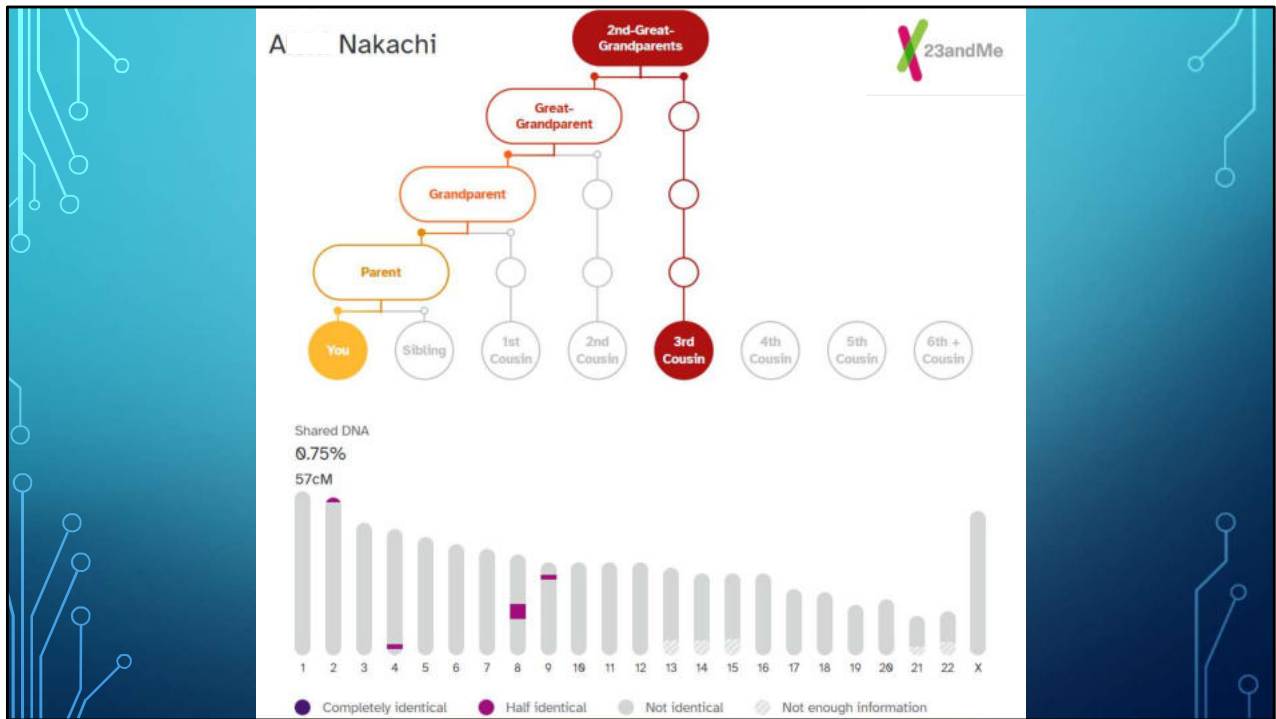 A Nakachi
23andMe
2nd-Great-
Grandparents
Great-
Grandparent
Grandparent
Parent
You
Sibling
1st
Cousin
2nd
Cousin
3rd
Cousin
4th
Cousin
5th
Cousin
6th +
Cousin
Shared DNA
0.75%
57cM
1 2 3 4 5 6 7 8 9 10 11 12 13 14 15 16 17 18 19 20 21 22 X
Completely identical
Half identical
Not identical
Not enough information